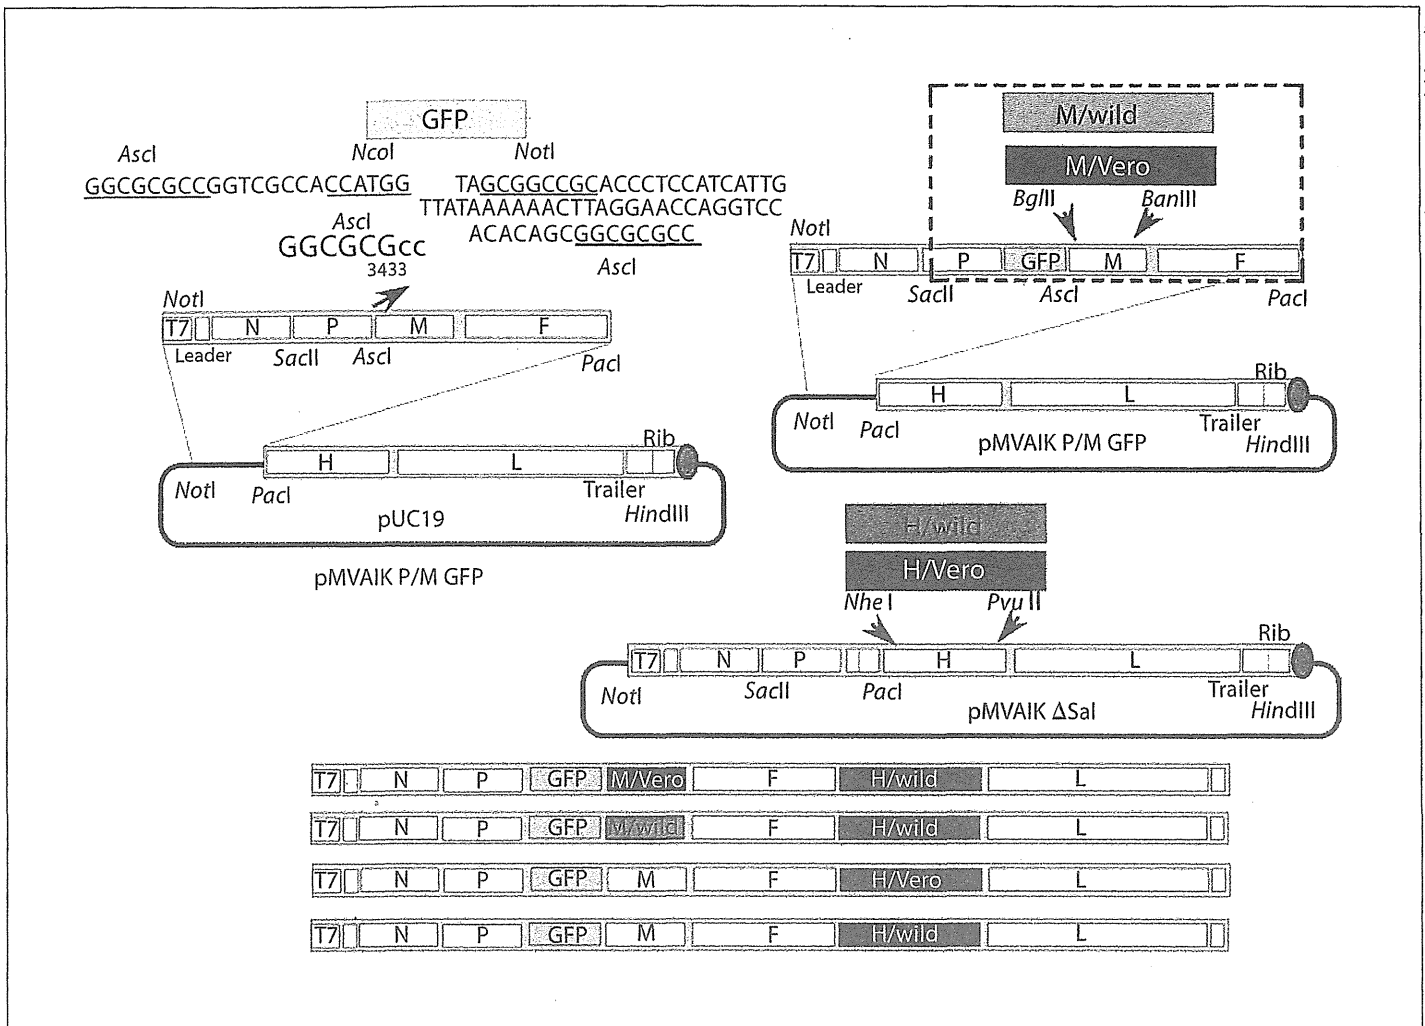 GFP
AscI
NcoI
NotI
GGCGCGCCGGTCGCCACCATGG
TAGCGGCCGCACCCTCCATCATTG
TTATAAAAAACTTAGGAACCAGGTCC
ACACAGCGGCGCGCC
AscI
AscI
GGCGCGcc
3433
NotI
T7 N P M F
Leader
SacII
AscI
PacI
Rib
H L
NotI
PacI
Trailer
HindIII
pUC19
pMVAIK P/M GFP
M/wild
M/Vero
BglII
BanIII
NotI
T7 N P GFP M F
Leader
SacII
AscI
PacI
Rib
H L
NotI
PacI
Trailer
HindIII
pMVAIK P/M GFP
H/wild
H/Vero
Nhe I
Pvu II
Rib
T7 N P H L
NotI
SacII
PacI
Trailer
HindIII
pMVAIK ΔSal
T7 N P GFP M/Vero F H/wild L
T7 N P GFP M/wild F H/wild L
T7 N P GFP M F H/Vero L
T7 N P GFP M F H/wild L